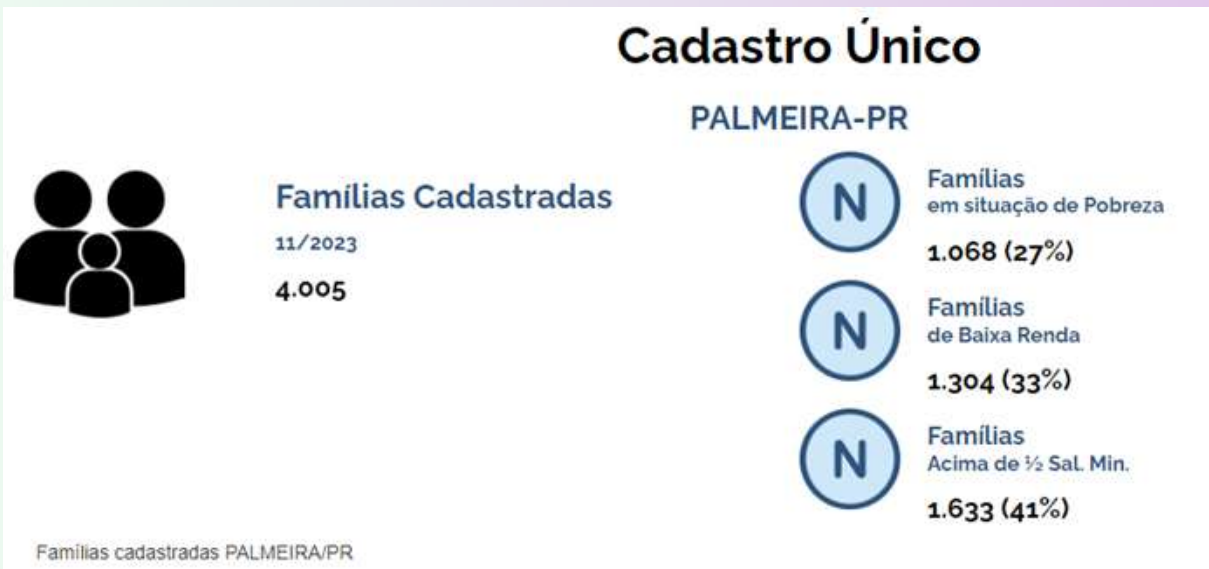 Cadastro Único
PALMEIRA-PR
Famílias Cadastradas
11/2023
4.005
N
Famílias
em situação de Pobreza
1.068 (27%)
N
Famílias
de Baixa Renda
1.304 (33%)
N
Famílias
Acima de ½ Sal. Min.
1.633 (41%)
Famílias cadastradas PALMEIRA/PR